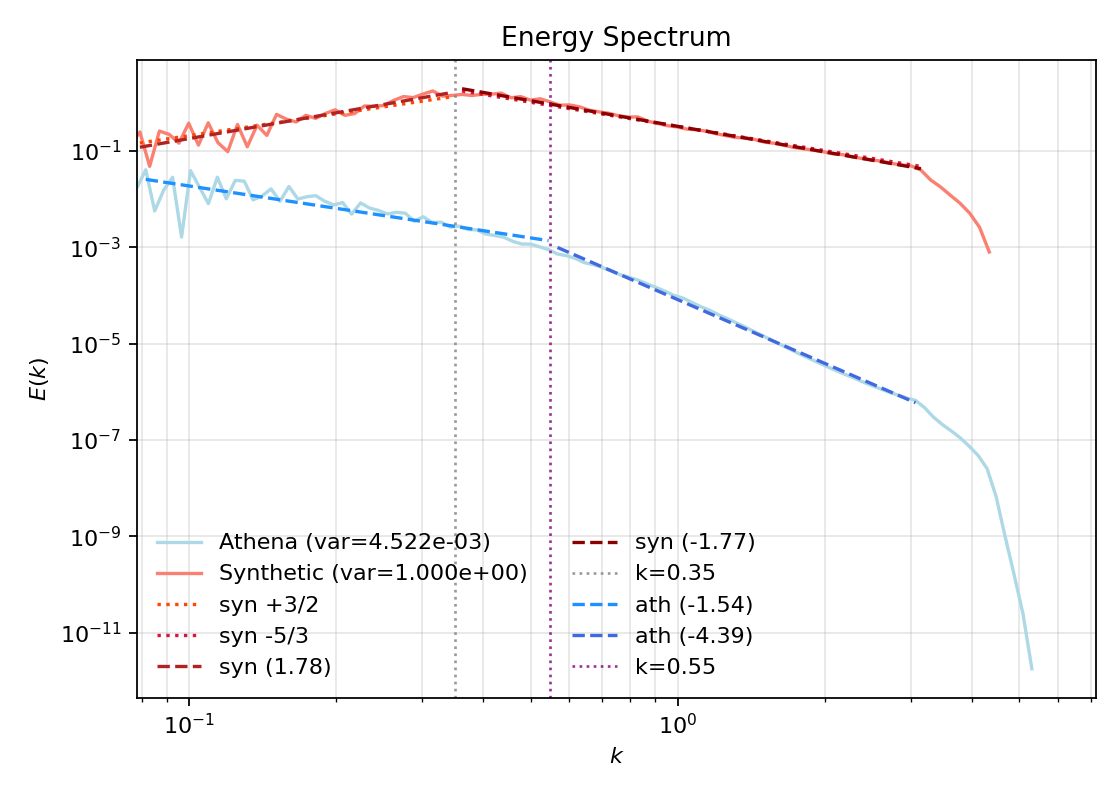 Energy Spectrum
10⁻¹
10⁻³
10⁻⁵
10⁻⁷
10⁻⁹
10⁻¹¹
E(k)
Athena (var=4.522e-03)
Synthetic (var=1.000e+00)
syn +3/2
syn -5/3
syn (1.78)
syn (-1.77)
k=0.35
ath (-1.54)
ath (-4.39)
k=0.55
10⁻¹
10⁰
k